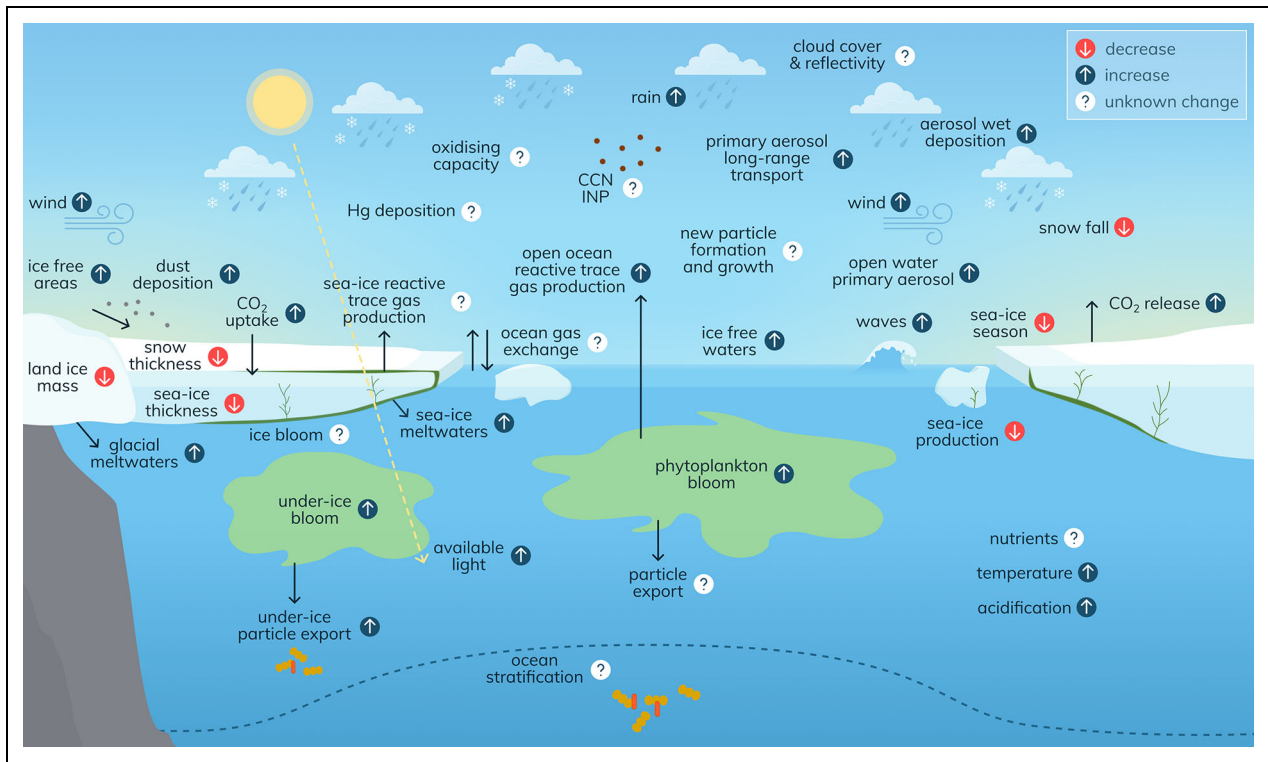 cloud cover
& reflectivity
decrease
increase
unknown change
rain
oxidising
capacity
CCN
INP
primary aerosol
long-range
transport
aerosol wet
deposition
wind
Hg deposition
wind
snow fall
ice free
areas
dust
deposition
CO₂
uptake
sea-ice reactive
trace gas
production
open ocean
reactive trace
gas production
new particle
formation
and growth
open water
primary aerosol
CO₂ release
snow
thickness
ocean gas
exchange
ice free
waters
waves
sea-ice
season
land ice
mass
sea-ice
thickness
sea-ice
meltwaters
ice bloom
sea-ice
production
glacial
meltwaters
under-ice
bloom
phytoplankton
bloom
available
light
particle
export
nutrients
temperature
acidification
under-ice
particle export
ocean
stratification